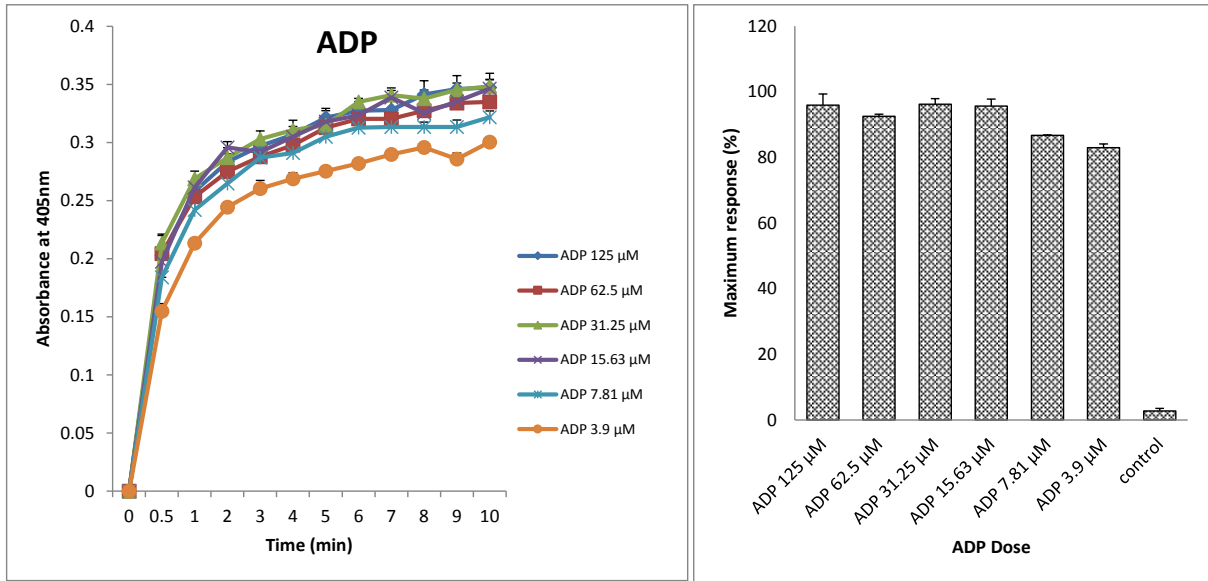 ADP
0.4
0.35
0.3
0.25
0.2
0.15
0.1
0.05
0
Absorbance at 405nm
0 0.5 1 2 3 4 5 6 7 8 9 10
Time (min)
ADP 125 µM
ADP 62.5 µM
ADP 31.25 µM
ADP 15.63 µM
ADP 7.81 µM
ADP 3.9 µM
120
100
80
60
40
20
0
Maximum response (%)
ADP 125 µM
ADP 62.5 µM
ADP 31.25 µM
ADP 15.63 µM
ADP 7.81 µM
ADP 3.9 µM
control
ADP Dose